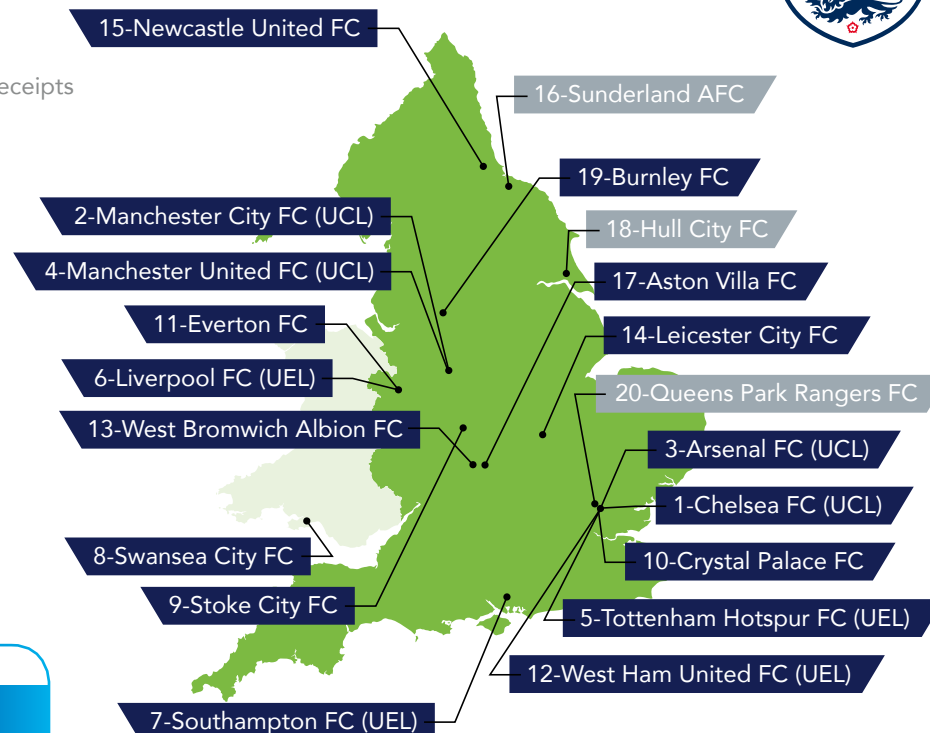 15-Newcastle United FC
eceipts
16-Sunderland AFC
19-Burnley FC
2-Manchester City FC (UCL)
18-Hull City FC
4-Manchester United FC (UCL)
17-Aston Villa FC
11-Everton FC
14-Leicester City FC
6-Liverpool FC (UEL)
20-Queens Park Rangers FC
13-West Bromwich Albion FC
3-Arsenal FC (UCL)
1-Chelsea FC (UCL)
8-Swansea City FC
10-Crystal Palace FC
9-Stoke City FC
5-Tottenham Hotspur FC (UEL)
12-West Ham United FC (UEL)
7-Southampton FC (UEL)